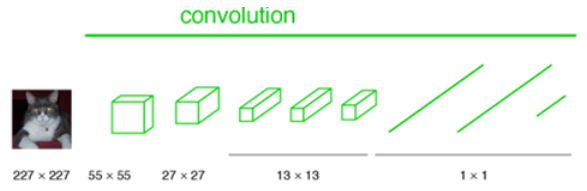 convolution
227 × 227 55 × 55 27 × 27 13 × 13 1 × 1